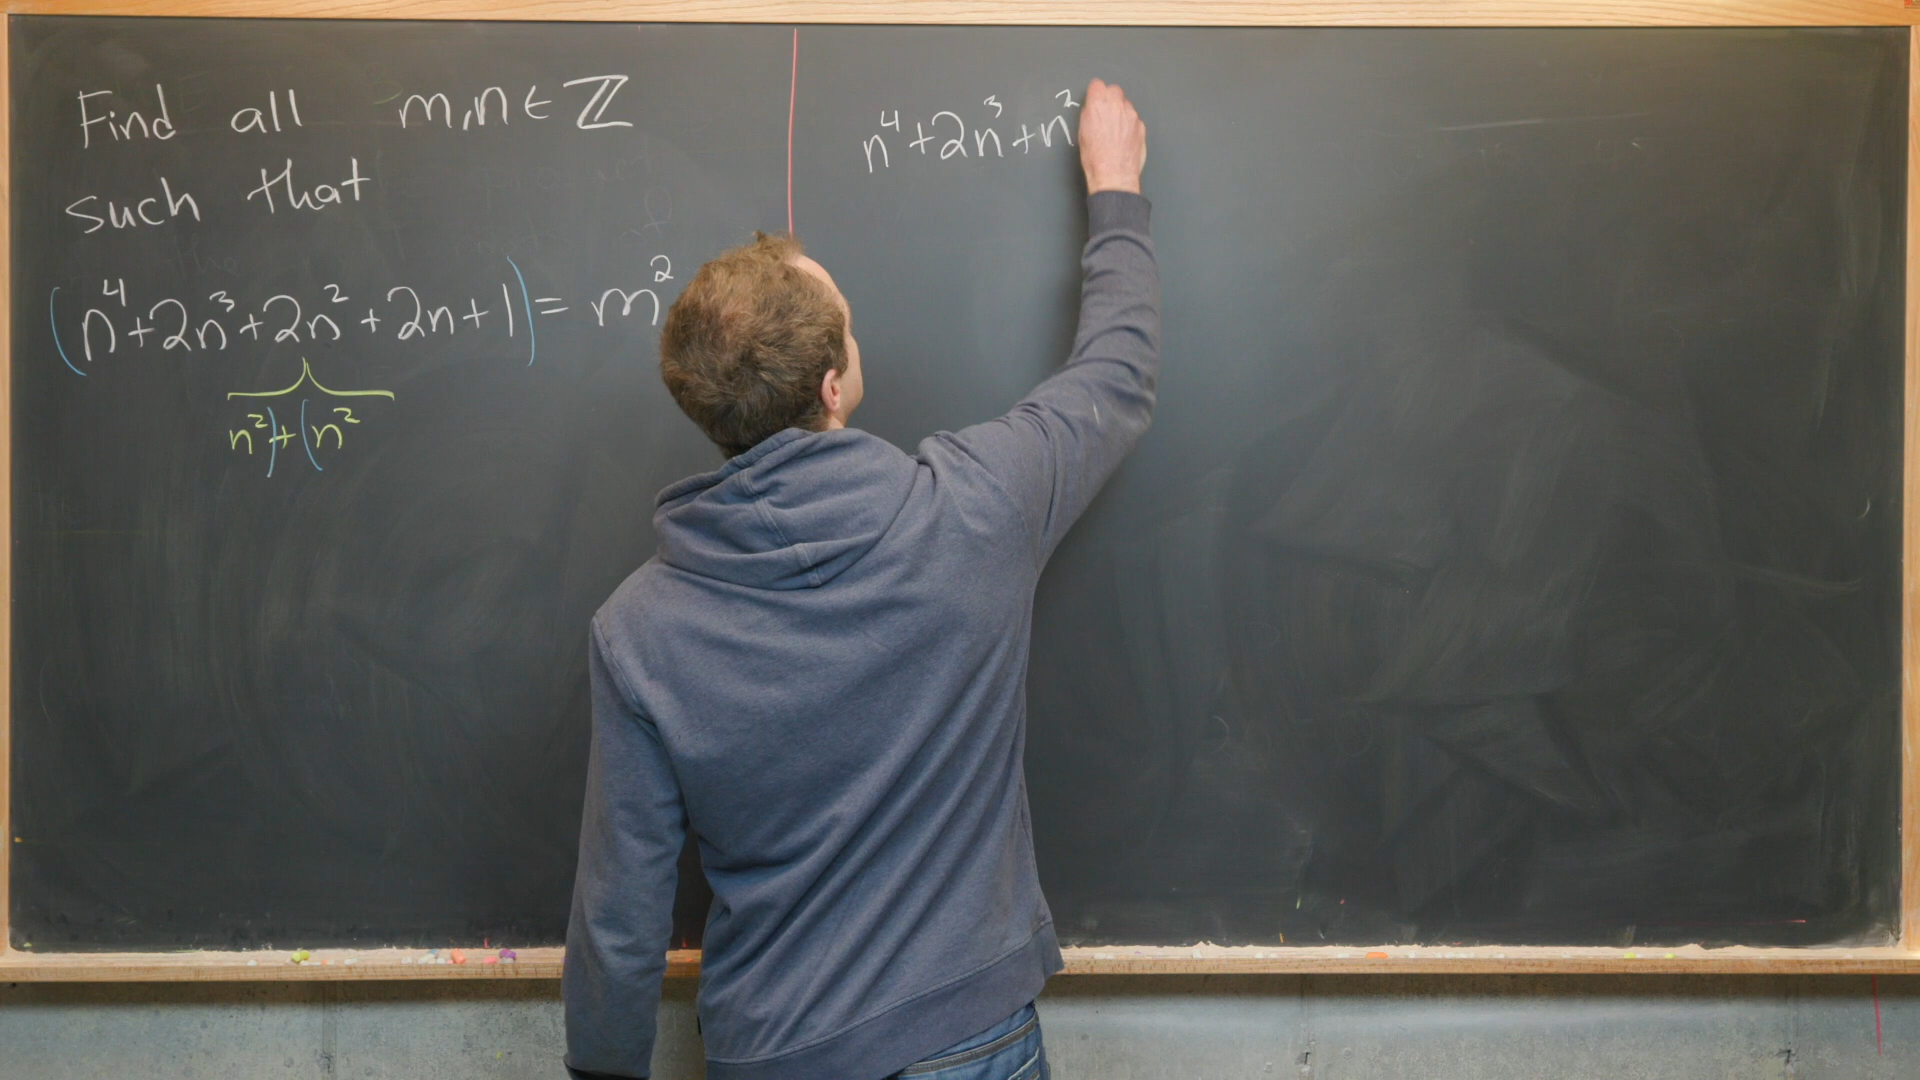 Find all m,n ∈ ℤ
such that
(n⁴+2n³+2n²+2n+1) = m²
n²)+(n²
n⁴+2n³+n²